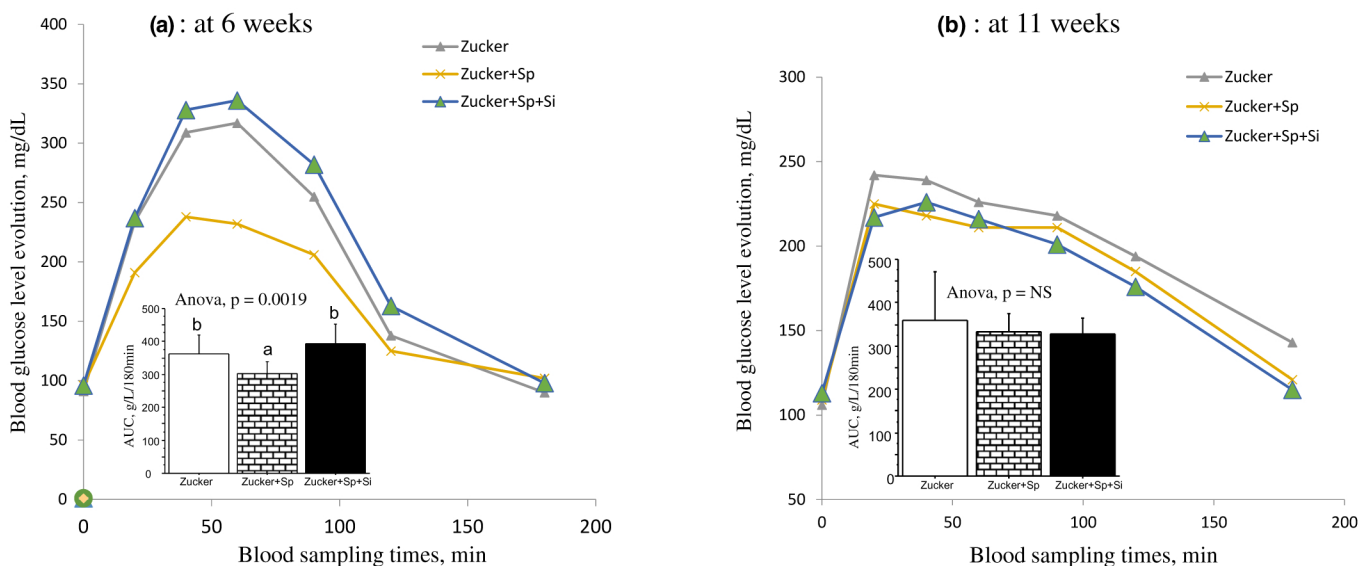 (a) : at 6 weeks
400
350
300
250
200
150
100
50
0
Blood glucose level evolution, mg/dL
Zucker
Zucker+Sp
Zucker+Sp+Si
Anova, p = 0.0019
500
400
300
200
100
0
AUC, g/L/180min
b
a
b
Zucker
Zucker+Sp
Zucker+Sp+Si
0
50
100
150
200
Blood sampling times, min
(b) : at 11 weeks
300
250
200
150
100
50
Blood glucose level evolution, mg/dL
Zucker
Zucker+Sp
Zucker+Sp+Si
Anova, p = NS
500
400
300
200
100
0
AUC, g/L/180min
Zucker
Zucker+Sp
Zucker+Sp+Si
0
50
100
150
200
Blood sampling times, min